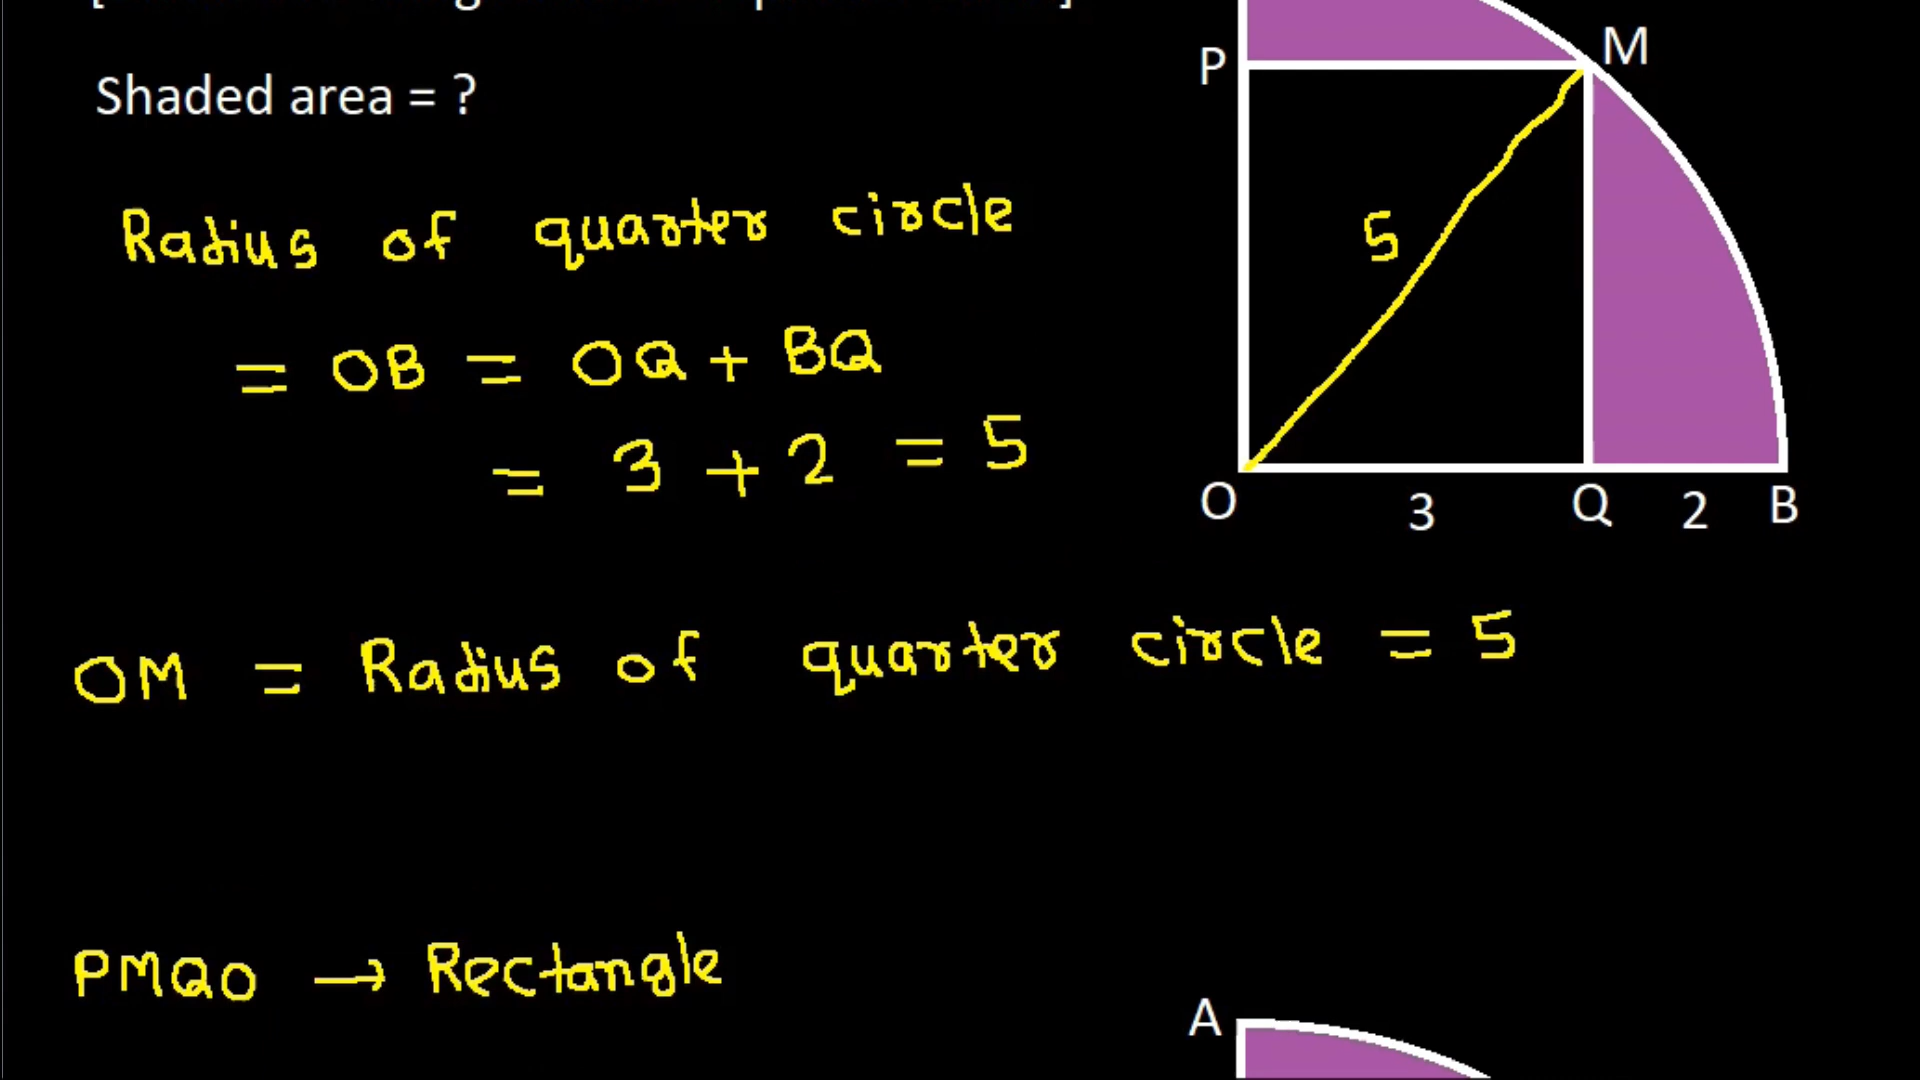 Shaded area = ?
P
M
Radius of quarter circle
5
= OB = OQ + BQ
= 3 + 2 = 5
O
3
Q
2
B
OM = Radius of quarter circle = 5
PMQO → Rectangle
A